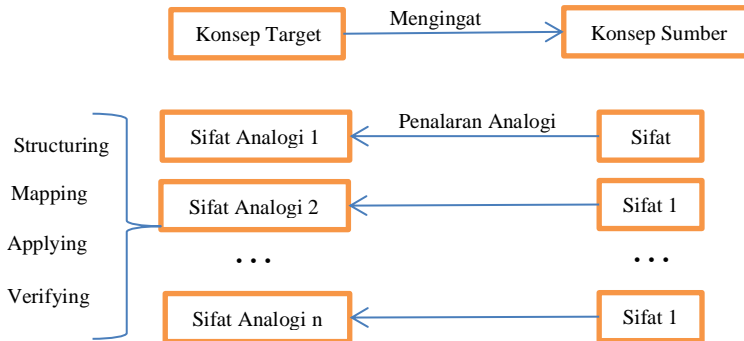 Konsep Target
Mengingat
Konsep Sumber
Structuring
Mapping
Applying
Verifying
Sifat Analogi 1
Penalaran Analogi
Sifat
Sifat Analogi 2
Sifat 1
...
...
Sifat Analogi n
Sifat 1